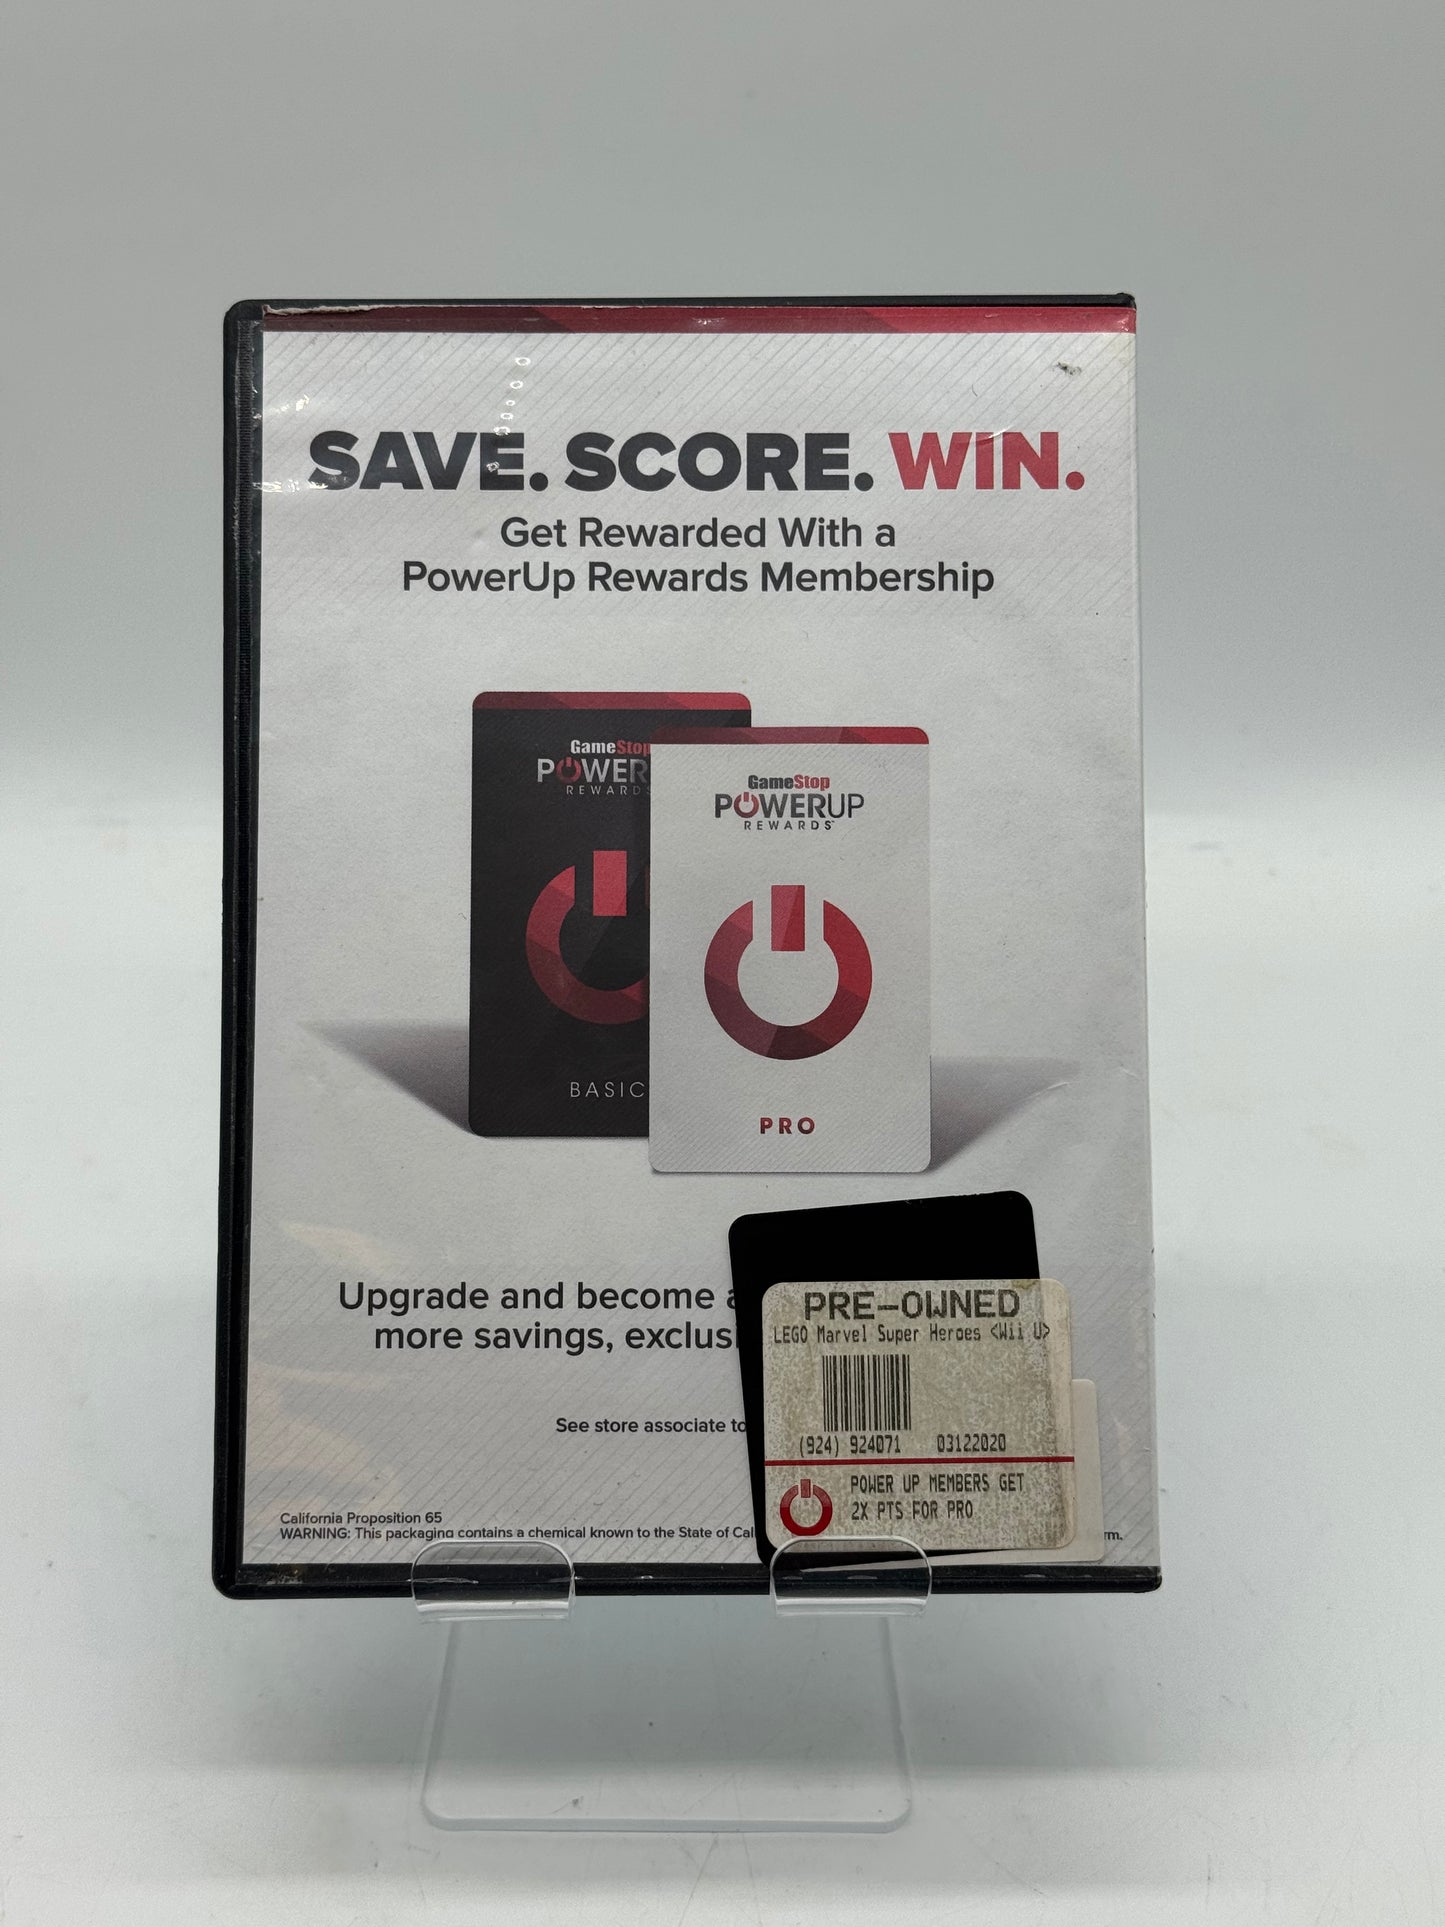 SAVE. SCORE. WIN.
Get Rewarded With a
PowerUp Rewards Membership
GameStop
POWER
REWARDS
BASIC
GameStop
POWERUP
REWARDS™
PRO
Upgrade and become a
more savings, exclusi
See store associate to
California Proposition 65
WARNING: This packaging contains a chemical known to the State of Cal
rm.
PRE-OWNED
LEGO Marvel Super Heroes <Wii U>
(924) 924071 03122020
POWER UP MEMBERS GET
2X PTS FOR PRO